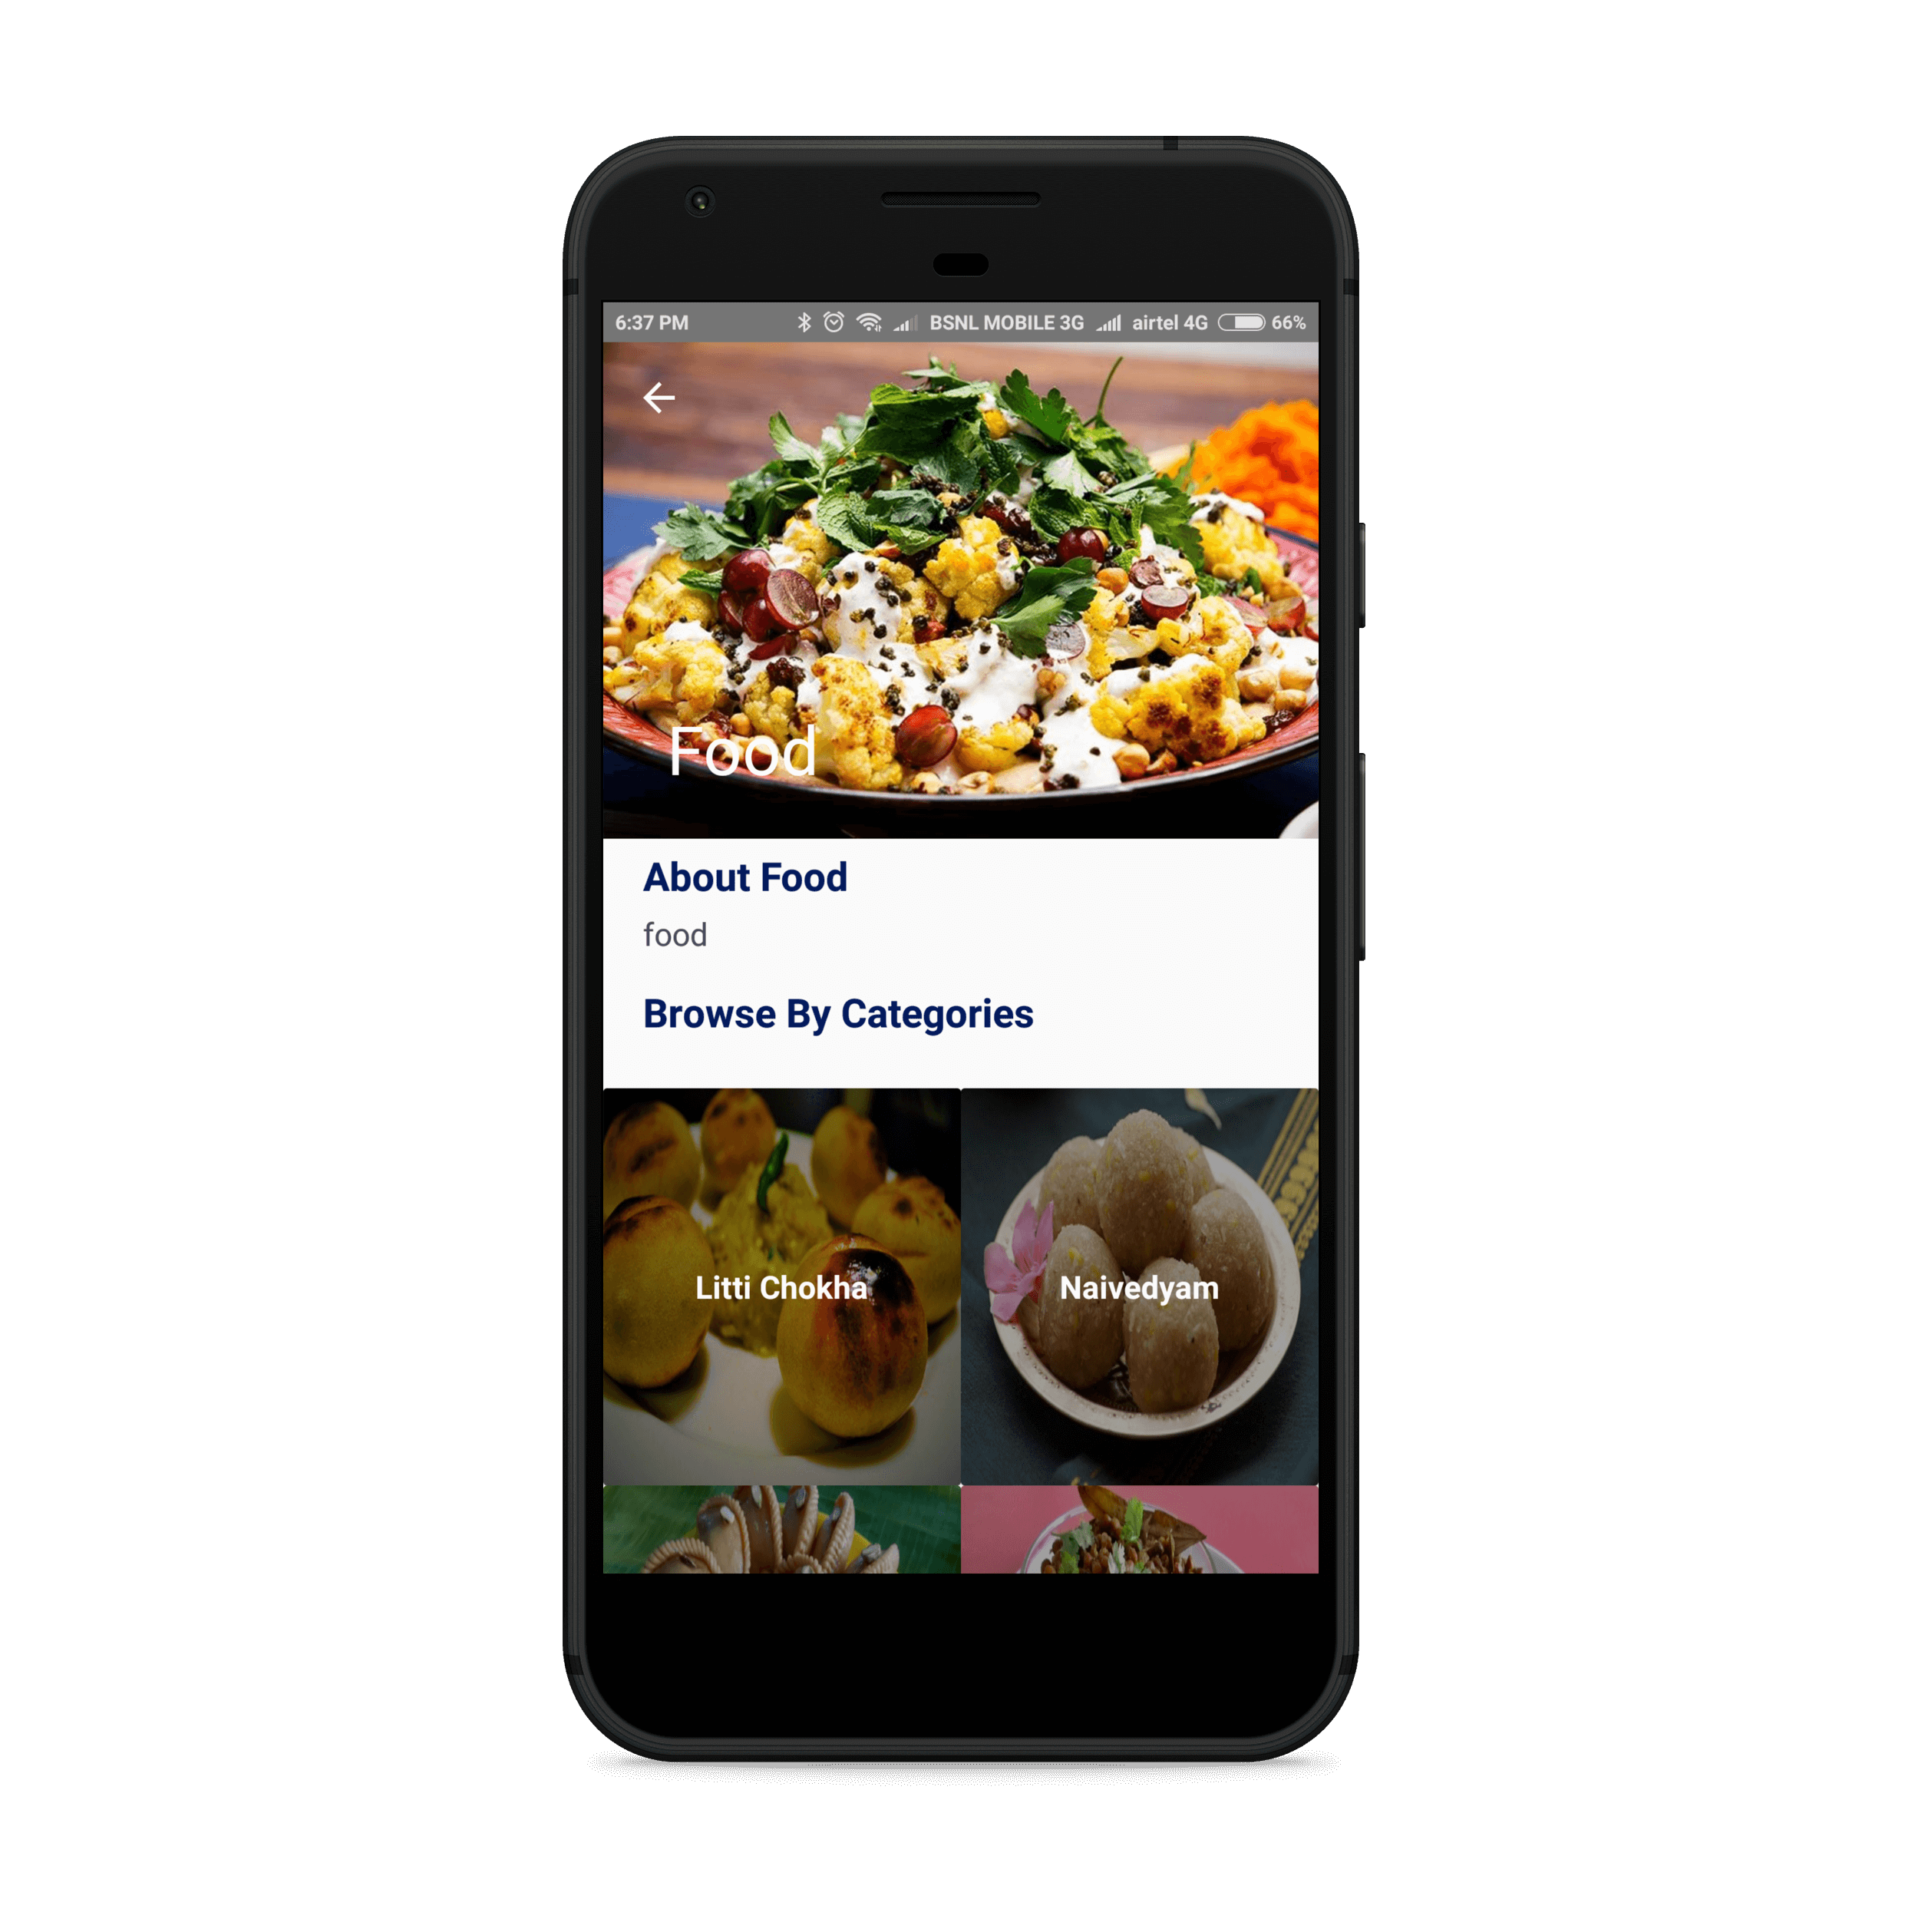 6:37 PM BSNL MOBILE 3G airtel 4G 66%
Food
About Food
food
Browse By Categories
Litti Chokha Naivedyam